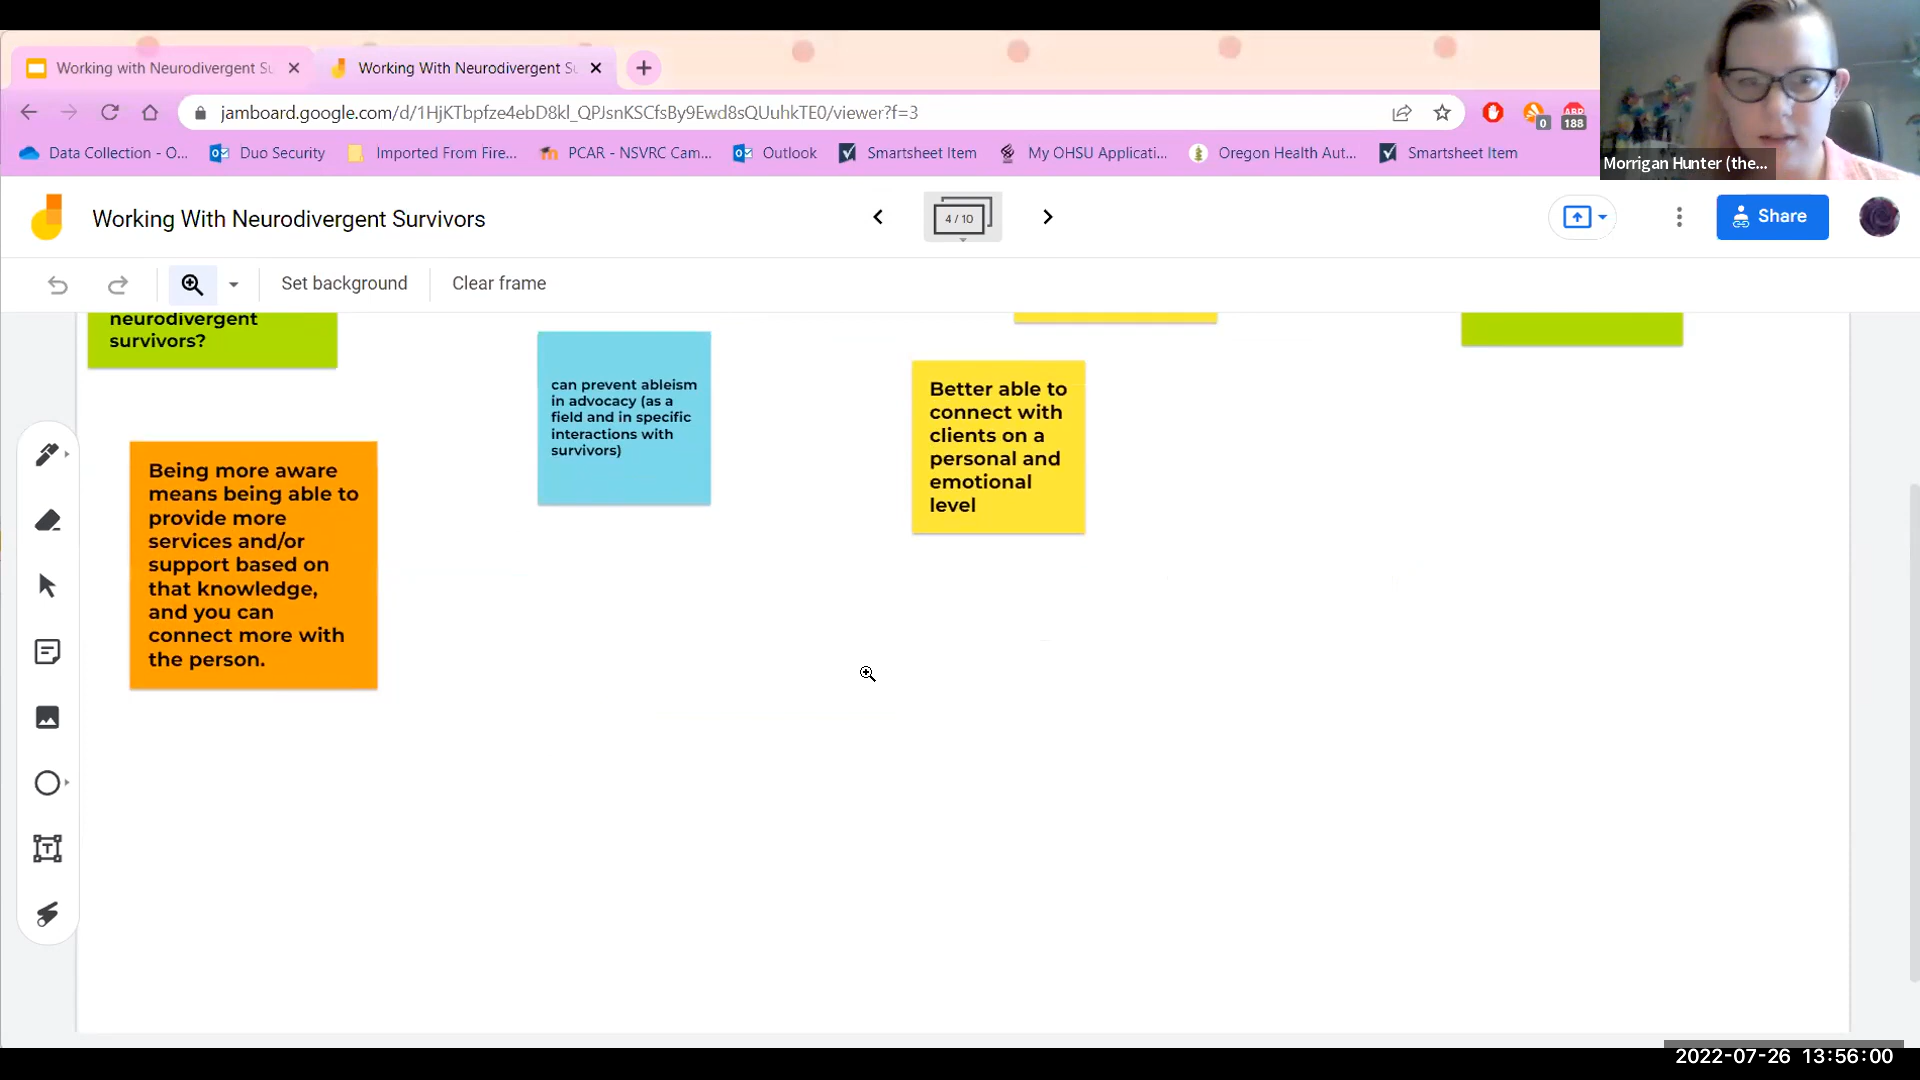 Working with Neurodivergent Su
Working With Neurodivergent Su
jamboard.google.com/d/1HjKTbpfze4ebD8kl_QPJsnKSCfsBy9Ewd8sQUuhkTE0/viewer?f=3
0
ABP
188
Data Collection - O...
Duo Security
Imported From Fire...
PCAR - NSVRC Cam...
Outlook
Smartsheet Item
My OHSU Applicati...
Oregon Health Aut...
Smartsheet Item
Morrigan Hunter (the...
Working With Neurodivergent Survivors
4 / 10
Share
Set background
Clear frame
neurodivergent
survivors?
can prevent ableism
in advocacy (as a
field and in specific
interactions with
survivors)
Better able to
connect with
clients on a
personal and
emotional
level
Being more aware
means being able to
provide more
services and/or
support based on
that knowledge,
and you can
connect more with
the person.
2022-07-26 13:56:00